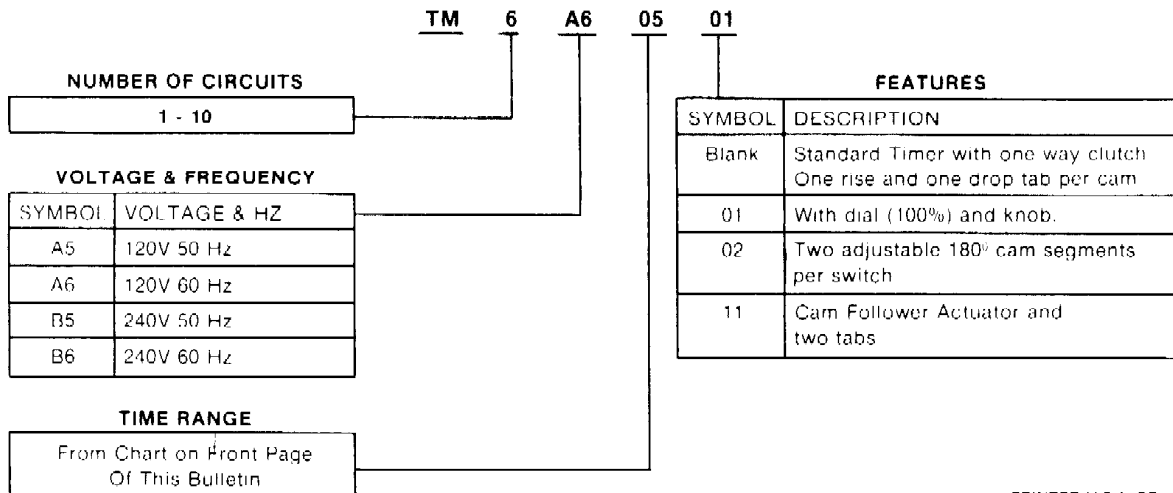 TM 6 A6 05 01
NUMBER OF CIRCUITS
1 - 10
VOLTAGE & FREQUENCY
SYMBOL VOLTAGE & HZ
A5 120V 50 Hz
A6 120V 60 Hz
B5 240V 50 Hz
B6 240V 60 Hz
TIME RANGE
From Chart on Front Page
Of This Bulletin
FEATURES
SYMBOL DESCRIPTION
Blank Standard Timer with one way clutch
One rise and one drop tab per cam
01 With dial (100%) and knob.
02 Two adjustable 180° cam segments
per switch
11 Cam Follower Actuator and
two tabs